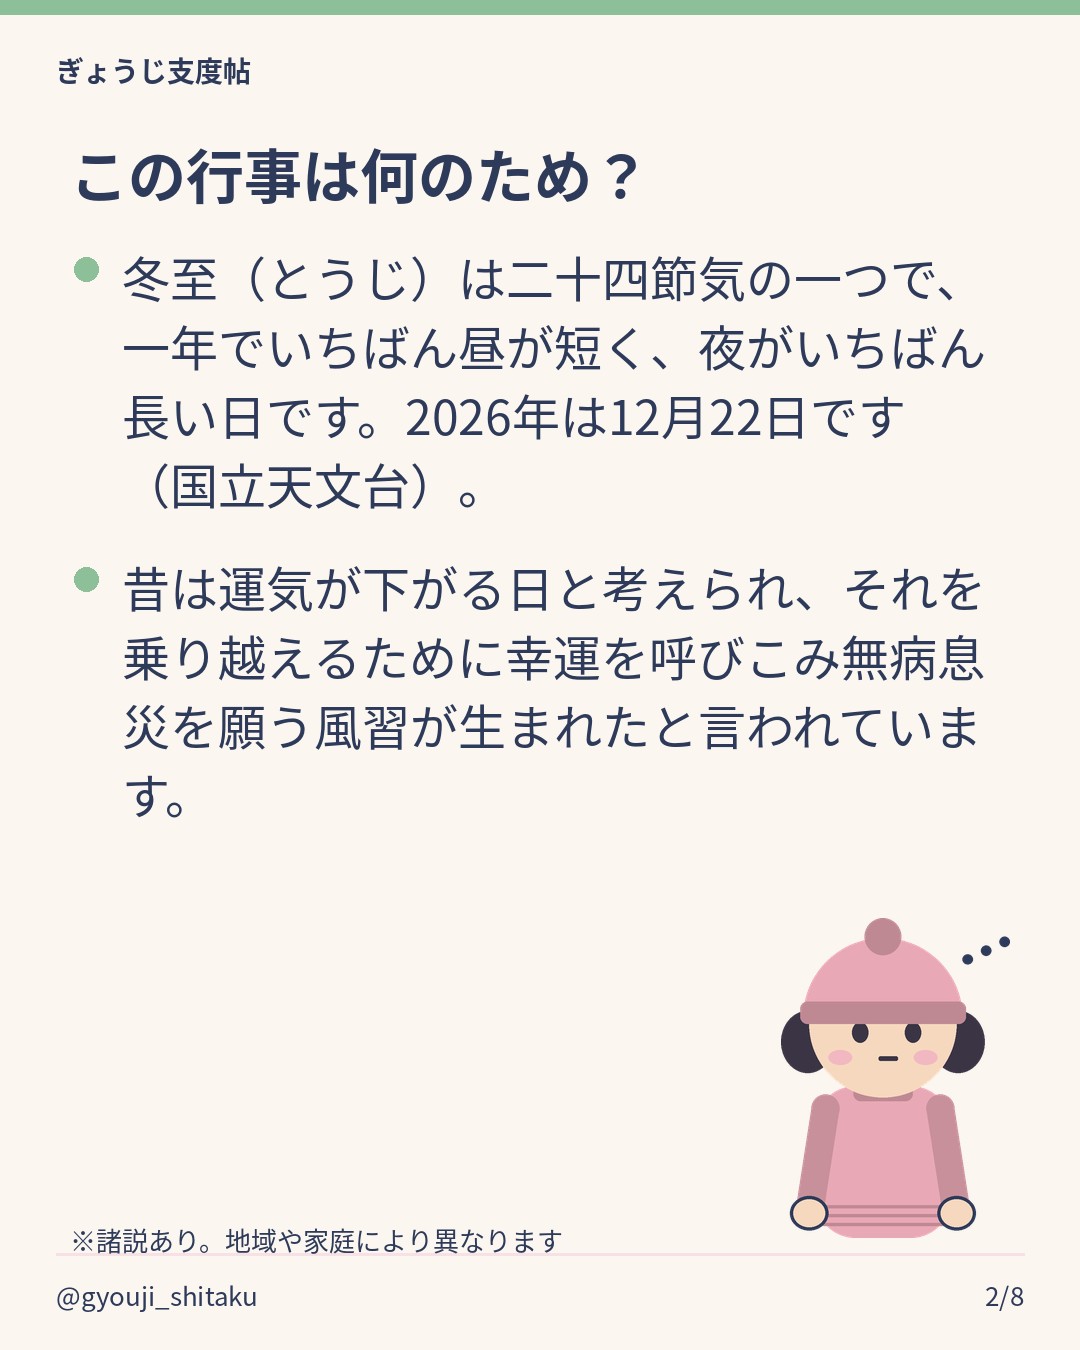 ぎょうじ支度帖
この行事は何のため？
冬至（とうじ）は二十四節気の一つで、
一年でいちばん昼が短く、夜がいちばん
長い日です。2026年は12月22日です
（国立天文台）。
昔は運気が下がる日と考えられ、それを
乗り越えるために幸運を呼びこみ無病息
災を願う風習が生まれたと言われていま
す。
※諸説あり。地域や家庭により異なります
@gyouji_shitaku
2/8